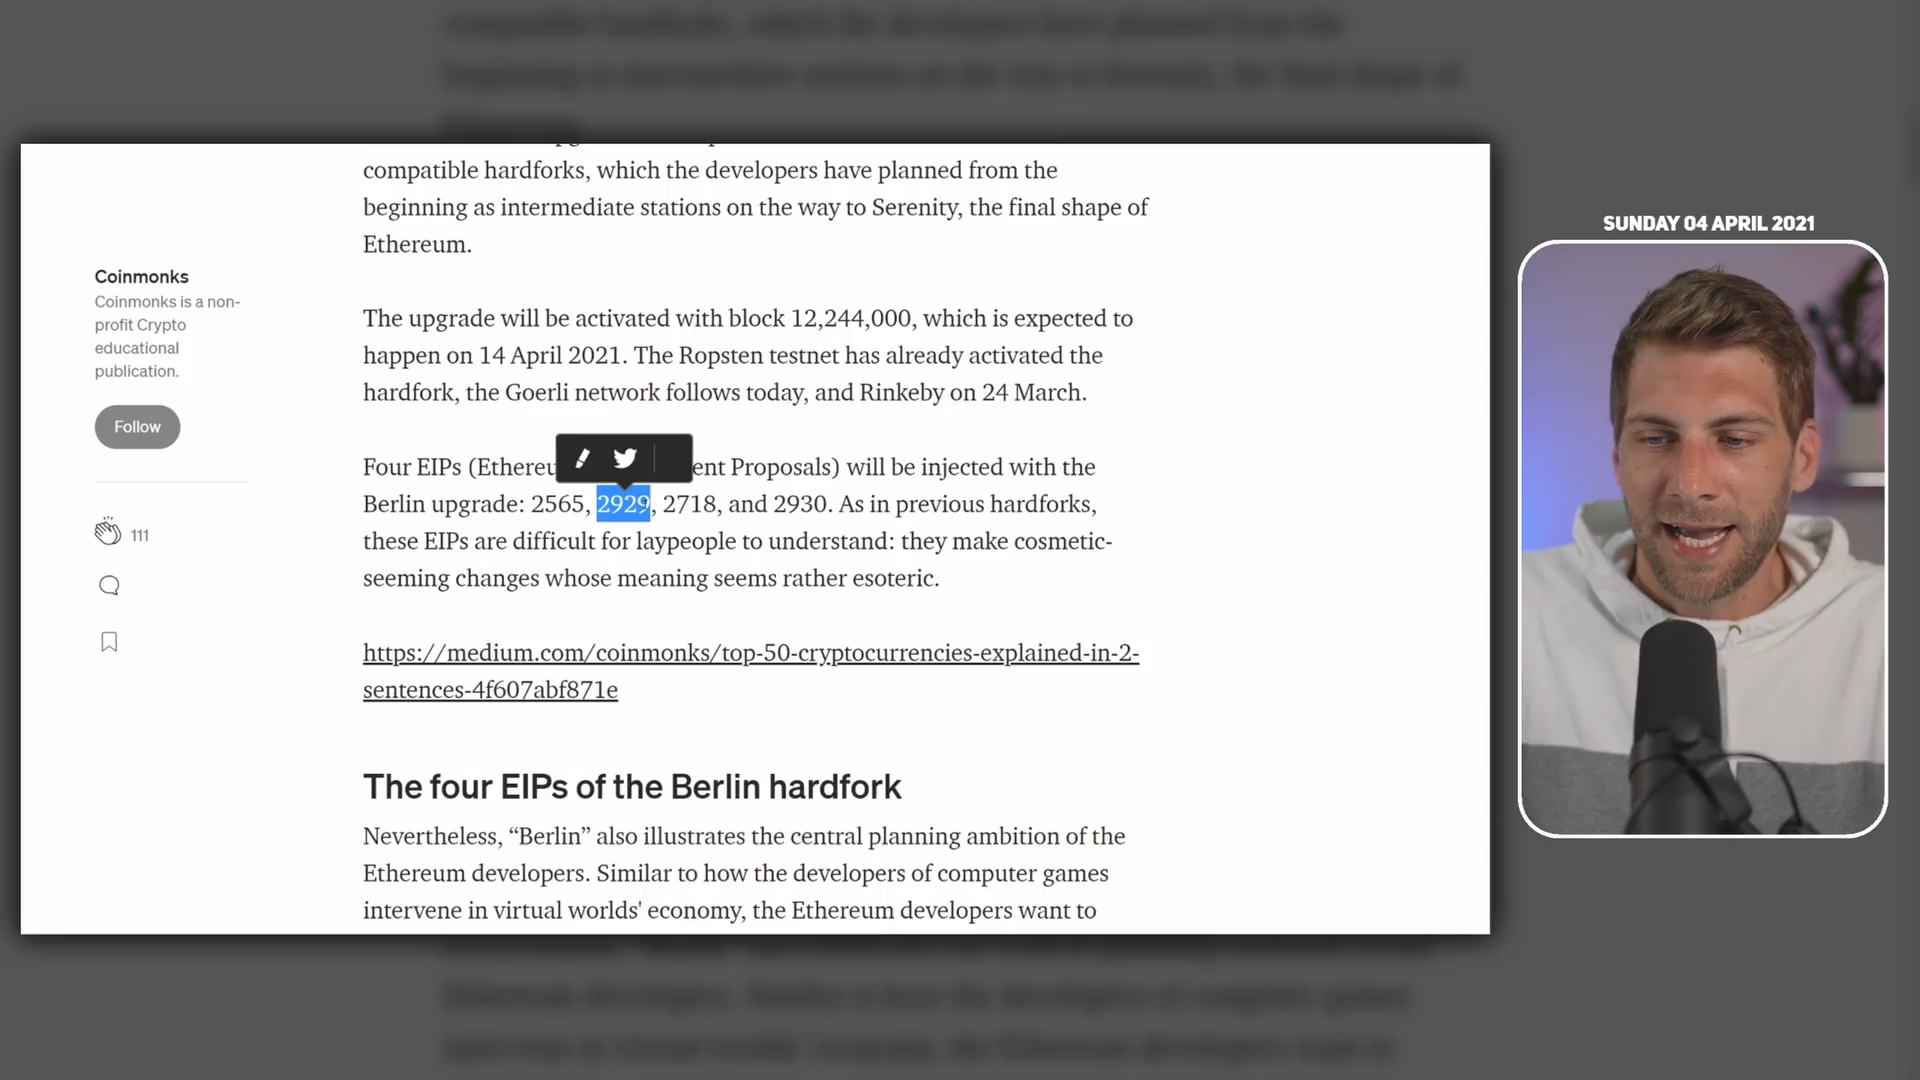 compatible hardforks, which the developers have planned from the
beginning as intermediate stations on the way to Serenity, the final shape of
Ethereum.
SUNDAY 04 APRIL 2021
Coinmonks
Coinmonks is a non-
profit Crypto
educational
publication.
Follow
111
The upgrade will be activated with block 12,244,000, which is expected to
happen on 14 April 2021. The Ropsten testnet has already activated the
hardfork, the Goerli network follows today, and Rinkeby on 24 March.
Four EIPs (Ethereu ent Proposals) will be injected with the
Berlin upgrade: 2565, 2929, 2718, and 2930. As in previous hardforks,
these EIPs are difficult for laypeople to understand: they make cosmetic-
seeming changes whose meaning seems rather esoteric.
https://medium.com/coinmonks/top-50-cryptocurrencies-explained-in-2-
sentences-4f607abf871e
The four EIPs of the Berlin hardfork
Nevertheless, “Berlin” also illustrates the central planning ambition of the
Ethereum developers. Similar to how the developers of computer games
intervene in virtual worlds' economy, the Ethereum developers want to